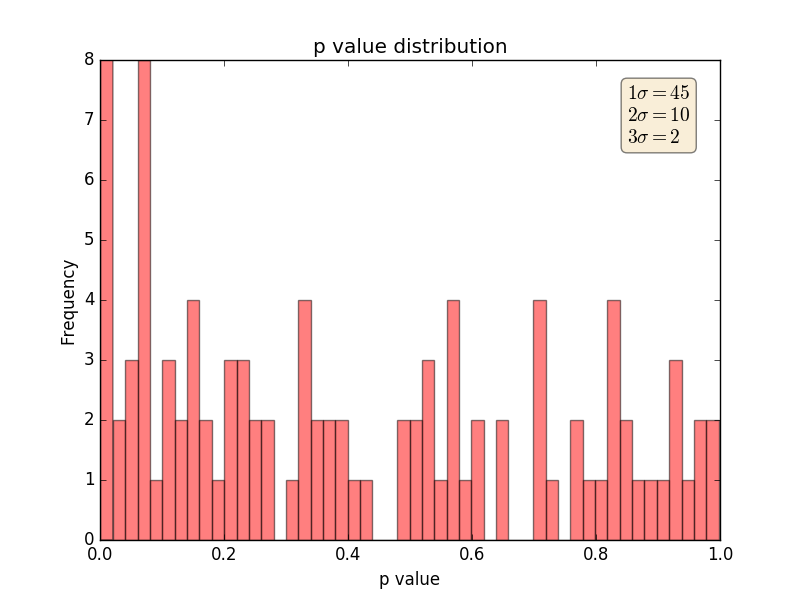 p value distribution
8
7
6
5
4
3
2
1
0
Frequency
1σ = 45
2σ = 10
3σ = 2
0.0 0.2 0.4 0.6 0.8 1.0
p value